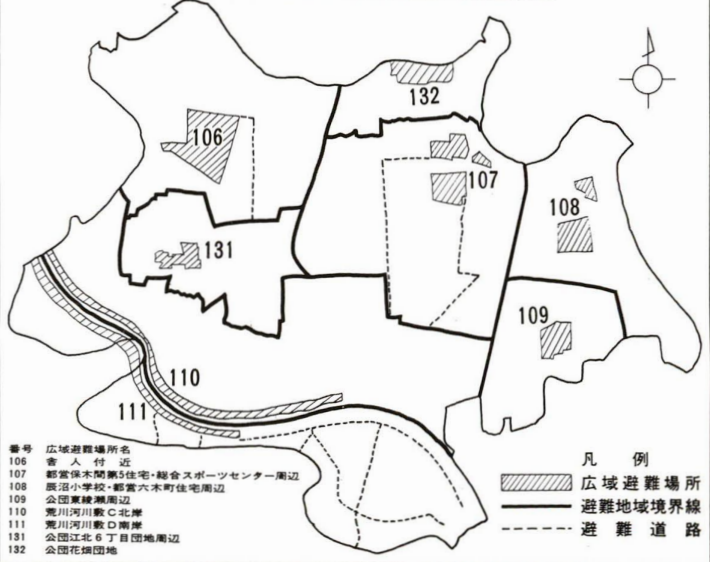 132
106
107
108
131
109
110
111
番号 広域避難場所名
106 舎人付近
107 都営保木間第5住宅・総合スポーツセンター周辺
108 辰沼小学校・都営六木町住宅周辺
109 公団東綾瀬周辺
110 荒川河川敷C北岸
111 荒川河川敷D南岸
131 公団江北6丁目団地周辺
132 公団花畑団地
凡例
広域避難場所
避難地域境界線
避難道路